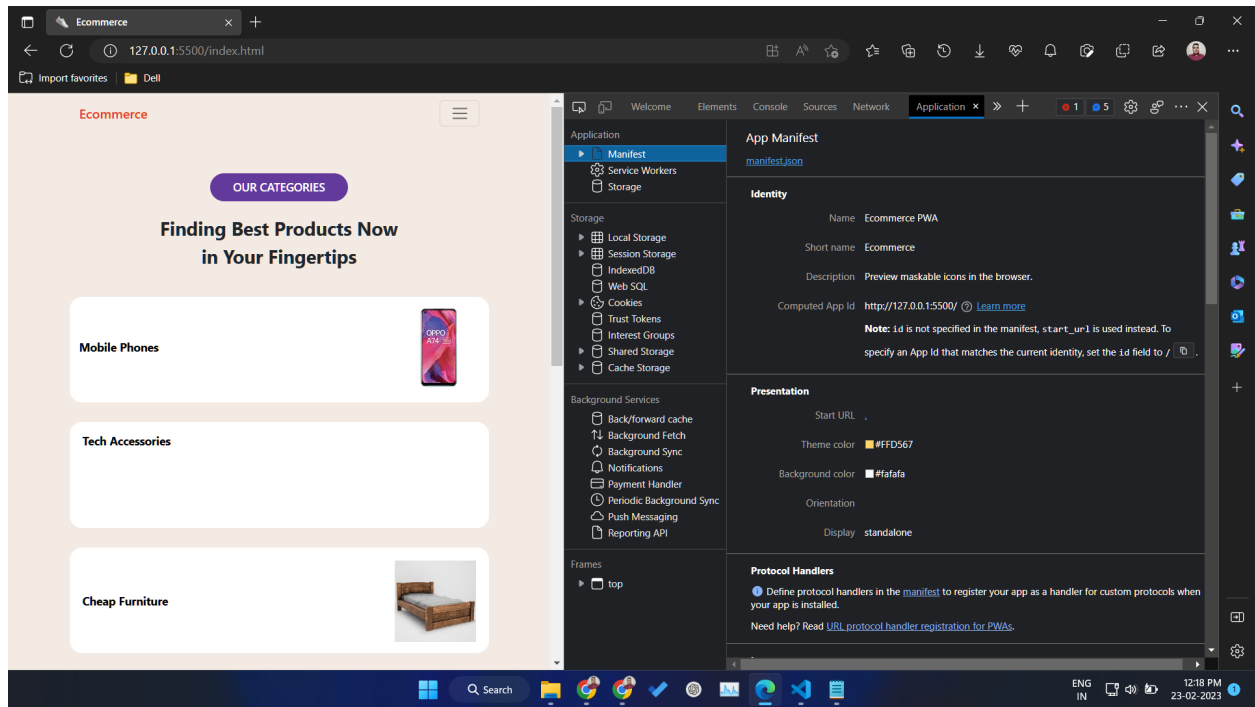 Ecommerce
127.0.0.1:5500/index.html
Import favorites
Dell
Ecommerce
OUR CATEGORIES
Finding Best Products Now
in Your Fingertips
Mobile Phones
OPPO
A74
Tech Accessories
Cheap Furniture
Welcome Elements Console Sources Network Application
1 5
Application
Manifest
Service Workers
Storage
Storage
Local Storage
Session Storage
IndexedDB
Web SQL
Cookies
Trust Tokens
Interest Groups
Shared Storage
Cache Storage
Background Services
Back/forward cache
Background Fetch
Background Sync
Notifications
Payment Handler
Periodic Background Sync
Push Messaging
Reporting API
Frames
top
App Manifest
manifest.json
Identity
Name Ecommerce PWA
Short name Ecommerce
Description Preview maskable icons in the browser.
Computed App Id http://127.0.0.1:5500/ Learn more
Note: id is not specified in the manifest, start_url is used instead. To
specify an App Id that matches the current identity, set the id field to / .
Presentation
Start URL .
Theme color #FFD567
Background color #fafafa
Orientation
Display standalone
Protocol Handlers
Define protocol handlers in the manifest to register your app as a handler for custom protocols when
your app is installed.
Need help? Read URL protocol handler registration for PWAs.
Search
ENG
IN
12:18 PM
23-02-2023
1